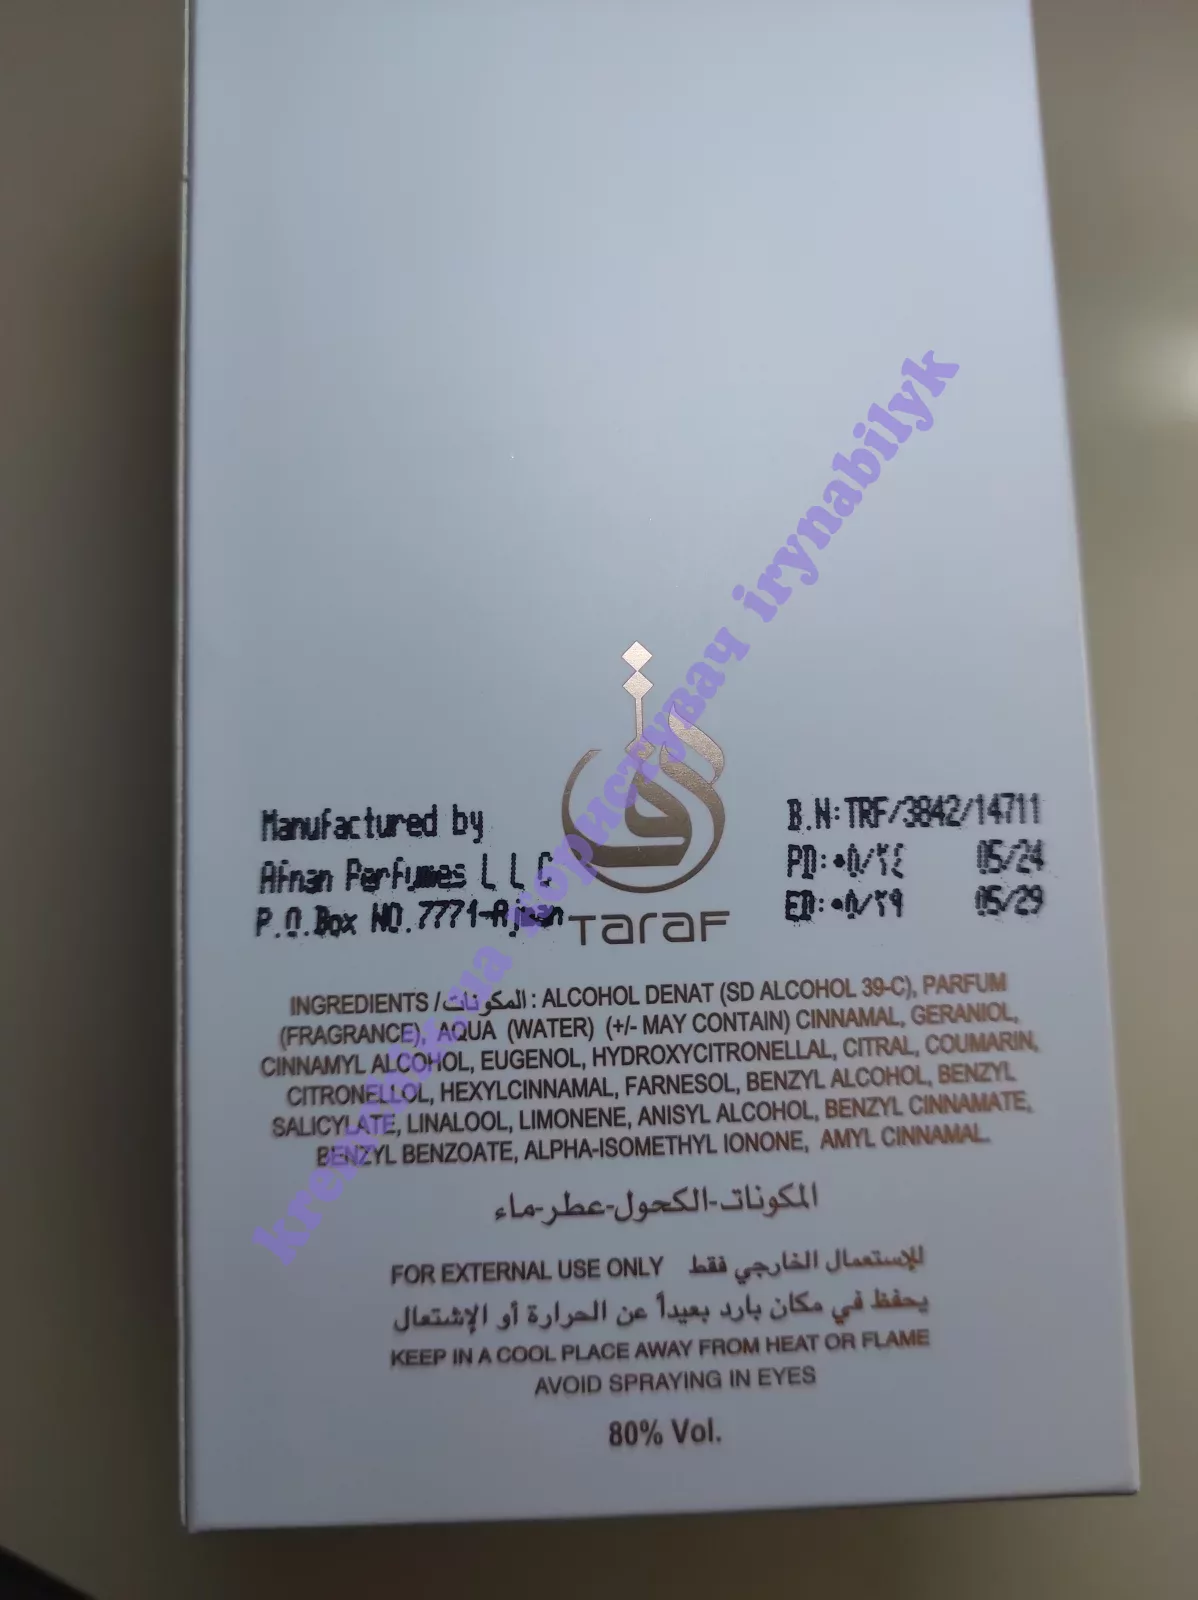 Manufactured by
Afnan Perfumes L L C
P.O.Box NO.7771-Ajman
B.N:TRF/3842/14711
PD:٠٥/٢٤ 05/24
ED:٠٥/٢٩ 05/29
Taraf
INGREDIENTS / المكونات : ALCOHOL DENAT (SD ALCOHOL 39-C), PARFUM
(FRAGRANCE), AQUA (WATER) (+/- MAY CONTAIN) CINNAMAL, GERANIOL,
CINNAMYL ALCOHOL, EUGENOL, HYDROXYCITRONELLAL, CITRAL, COUMARIN,
CITRONELLOL, HEXYLCINNAMAL, FARNESOL, BENZYL ALCOHOL, BENZYL
SALICYLATE, LINALOOL, LIMONENE, ANISYL ALCOHOL, BENZYL CINNAMATE,
BENZYL BENZOATE, ALPHA-ISOMETHYL IONONE, AMYL CINNAMAL.
المكونات-الكحول-عطر-ماء
FOR EXTERNAL USE ONLY للإستعمال الخارجي فقط
يحفظ في مكان بارد بعيداً عن الحرارة أو الإشتعال
KEEP IN A COOL PLACE AWAY FROM HEAT OR FLAME
AVOID SPRAYING IN EYES
80% Vol.
користувач irynabilyk